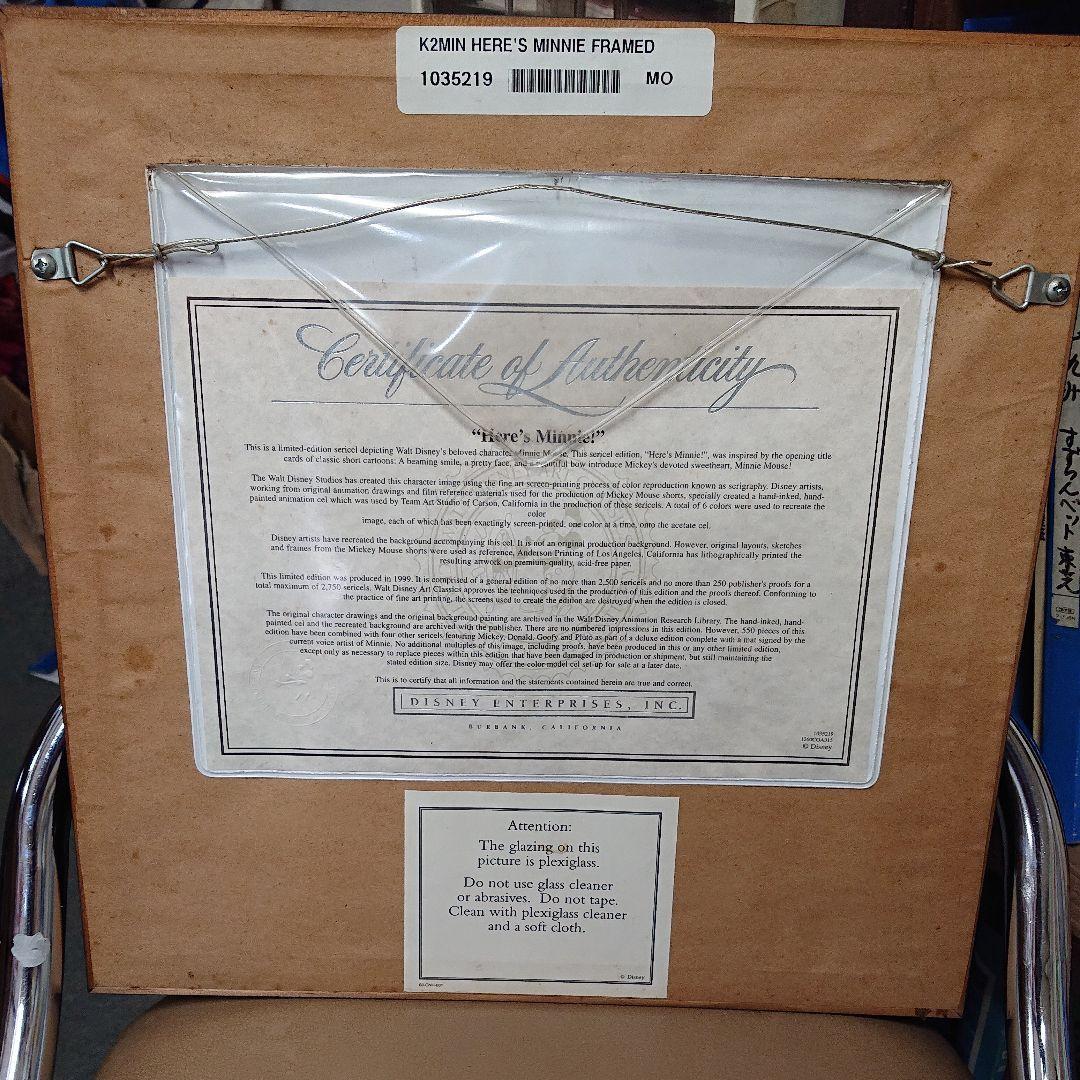 K2MIN HERE'S MINNIE FRAMED
1035219 MO
Certificate of Authenticity
"Here's Minnie!"
This is a limited-edition sericel depicting Walt Disney's beloved character Minnie Mouse. This sericel edition, "Here's Minnie!", was inspired by the opening title
cards of classic short cartoons. A beaming smile, a pretty face, and a beautiful bow introduce Mickey's devoted sweetheart, Minnie Mouse!
The Walt Disney Studios has created this character image using the fine art screen-printing process of color reproduction known as serigraphy. Disney artists,
working from original animation drawings and film reference materials used for the production of Mickey Mouse shorts, specially created a hand-inked, hand-
painted animation cel which was used by Team Art Studio of Carson, California in the production of these sericels. A total of 6 colors were used to recreate the
color
image, each of which has been exactingly screen-printed, one color at a time, onto the acetate cel.
Disney artists have recreated the background accompanying this cel. It is not an original production background. However, original layouts, sketches
and frames from the Mickey Mouse shorts were used as reference. Anderson Printing of Los Angeles, California has lithographically printed the
resulting artwork on premium-quality, acid-free paper.
This limited edition was produced in 1999. It is comprised of a general edition of no more than 2,500 sericels and no more than 250 publisher's proofs for a
total maximum of 2,750 sericels. Walt Disney Art Classics approves the techniques used in the production of this edition and the proofs thereof. Conforming to
the practice of fine art printing, the screens used to create the edition are destroyed when the edition is closed.
The original character drawings and the original background painting are archived in the Walt Disney Animation Research Library. The hand-inked, hand-
painted cel and the recreated background are archived with the publisher. There are no numbered impressions in this edition. However, 550 pieces of this
edition have been combined with four other sericels featuring Mickey, Donald, Goofy and Pluto as part of a deluxe edition complete with a mat signed by the
current voice artist of Minnie. No additional multiples of this image, including proofs, have been produced in this or any other limited edition,
except only as necessary to replace pieces within this edition that have been damaged in production or shipment, but still maintaining the
stated edition size. Disney may offer the color model cel set-up for sale at a later date.
This is to certify that all information and the statements contained herein are true and correct.
DISNEY ENTERPRISES, INC.
BURBANK, CALIFORNIA
1035219
© Disney
Attention:
The glazing on this
picture is plexiglass.
Do not use glass cleaner
or abrasives. Do not tape.
Clean with plexiglass cleaner
and a soft cloth.
© Disney
すずらんペット